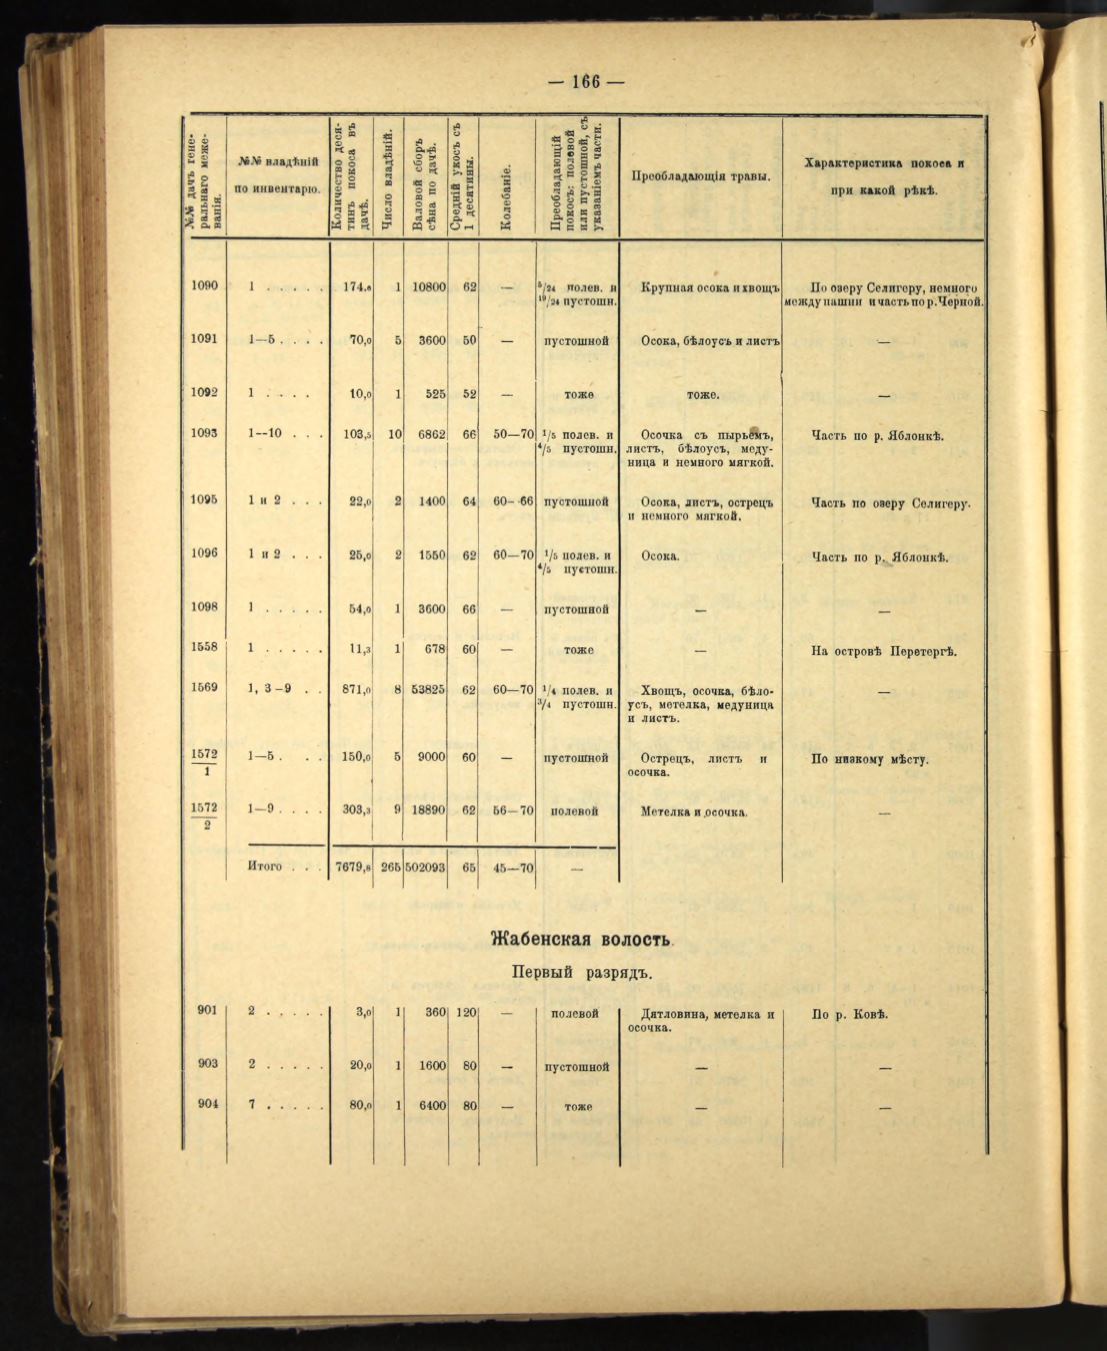 — 166 —
№№ дачъ гене-
ральнаго меже-
ванія.
№№ владѣній
по инвентарю.
Количество деся-
тинъ покоса въ
дачѣ.
Число владѣній.
Валовой сборъ
сѣна по дачѣ.
Средній укосъ съ
1 десятины.
Колебаніе.
Преобладающій
покосъ: полевой
или пустошной, съ
указаніемъ части.
Преобладающія травы.
Характеристика покоса и
при какой рѣкѣ.
1090 1 . . . . . 174,6 1 10800 62 — 5/24 полев. и Крупная осока и хвощъ По озеру Селигеру, немного
19/24 пустошн. между пашни и часть по р. Черной.
1091 1—5 . . . . 70,0 5 3600 50 — пустошной Осока, бѣлоусъ и листъ —
1092 1 . . . . 10,0 1 525 52 — тоже тоже. —
1093 1—10 . . . 103,5 10 6862 66 50—70 1/5 полев. и Осочка съ пырьемъ, Часть по р. Яблонкѣ.
4/5 пустошн. листъ, бѣлоусъ, меду-
ница и немного мягкой.
1095 1 и 2 . . . 22,0 2 1400 64 60—66 пустошной Осока, листъ, острецъ Часть по озеру Селигеру.
и немного мягкой.
1096 1 и 2 . . . 25,0 2 1550 62 60—70 1/5 полев. и Осока. Часть по р. Яблонкѣ.
4/5 пустошн.
1098 1 . . . . . 54,0 1 3600 66 — пустошной — —
1558 1 . . . . . 11,3 1 678 60 — тоже — На островѣ Перетергѣ.
1569 1, 3—9 . . 871,0 8 53825 62 60—70 1/4 полев. и Хвощъ, осочка, бѣло- —
3/4 пустошн. усъ, метелка, медуница
и листъ.
1572/1 1—5 . . . 150,0 5 9000 60 — пустошной Острецъ, листъ и По низкому мѣсту.
осочка.
1572/2 1—9 . . . . 303,3 9 18890 62 56—70 полевой Метелка и осочка. —
Итого . . . 7679,8 265 502093 65 45—70 —
Жабенская волость.
Первый разрядъ.
901 2 . . . . . 3,0 1 360 120 — полевой Дятловина, метелка и По р. Ковѣ.
осочка.
903 2 . . . . . 20,0 1 1600 80 — пустошной — —
904 7 . . . . . 80,0 1 6400 80 — тоже — —